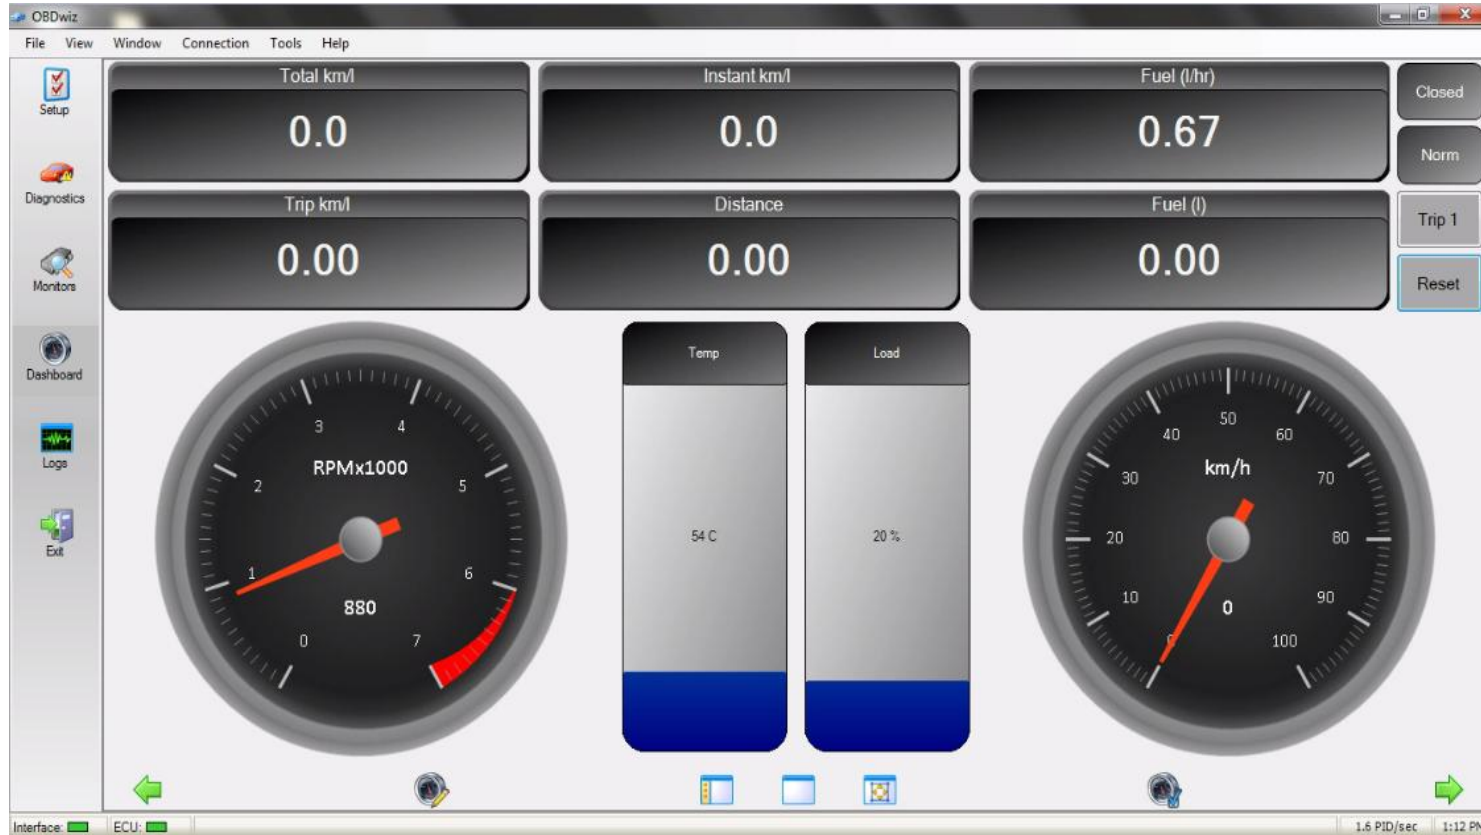 OBDwiz
File View Window Connection Tools Help
Setup
Diagnostics
Monitors
Dashboard
Logs
Exit
Total km/l
0.0
Instant km/l
0.0
Fuel (l/hr)
0.67
Closed
Norm
Trip km/l
0.00
Distance
0.00
Fuel (l)
0.00
Trip 1
Reset
0
1
2
3
4
5
6
7
RPMx1000
880
Temp
54 C
Load
20 %
0
10
20
30
40
50
60
70
80
90
100
km/h
0
Interface: ECU:
1.6 PID/sec 1:12 PM